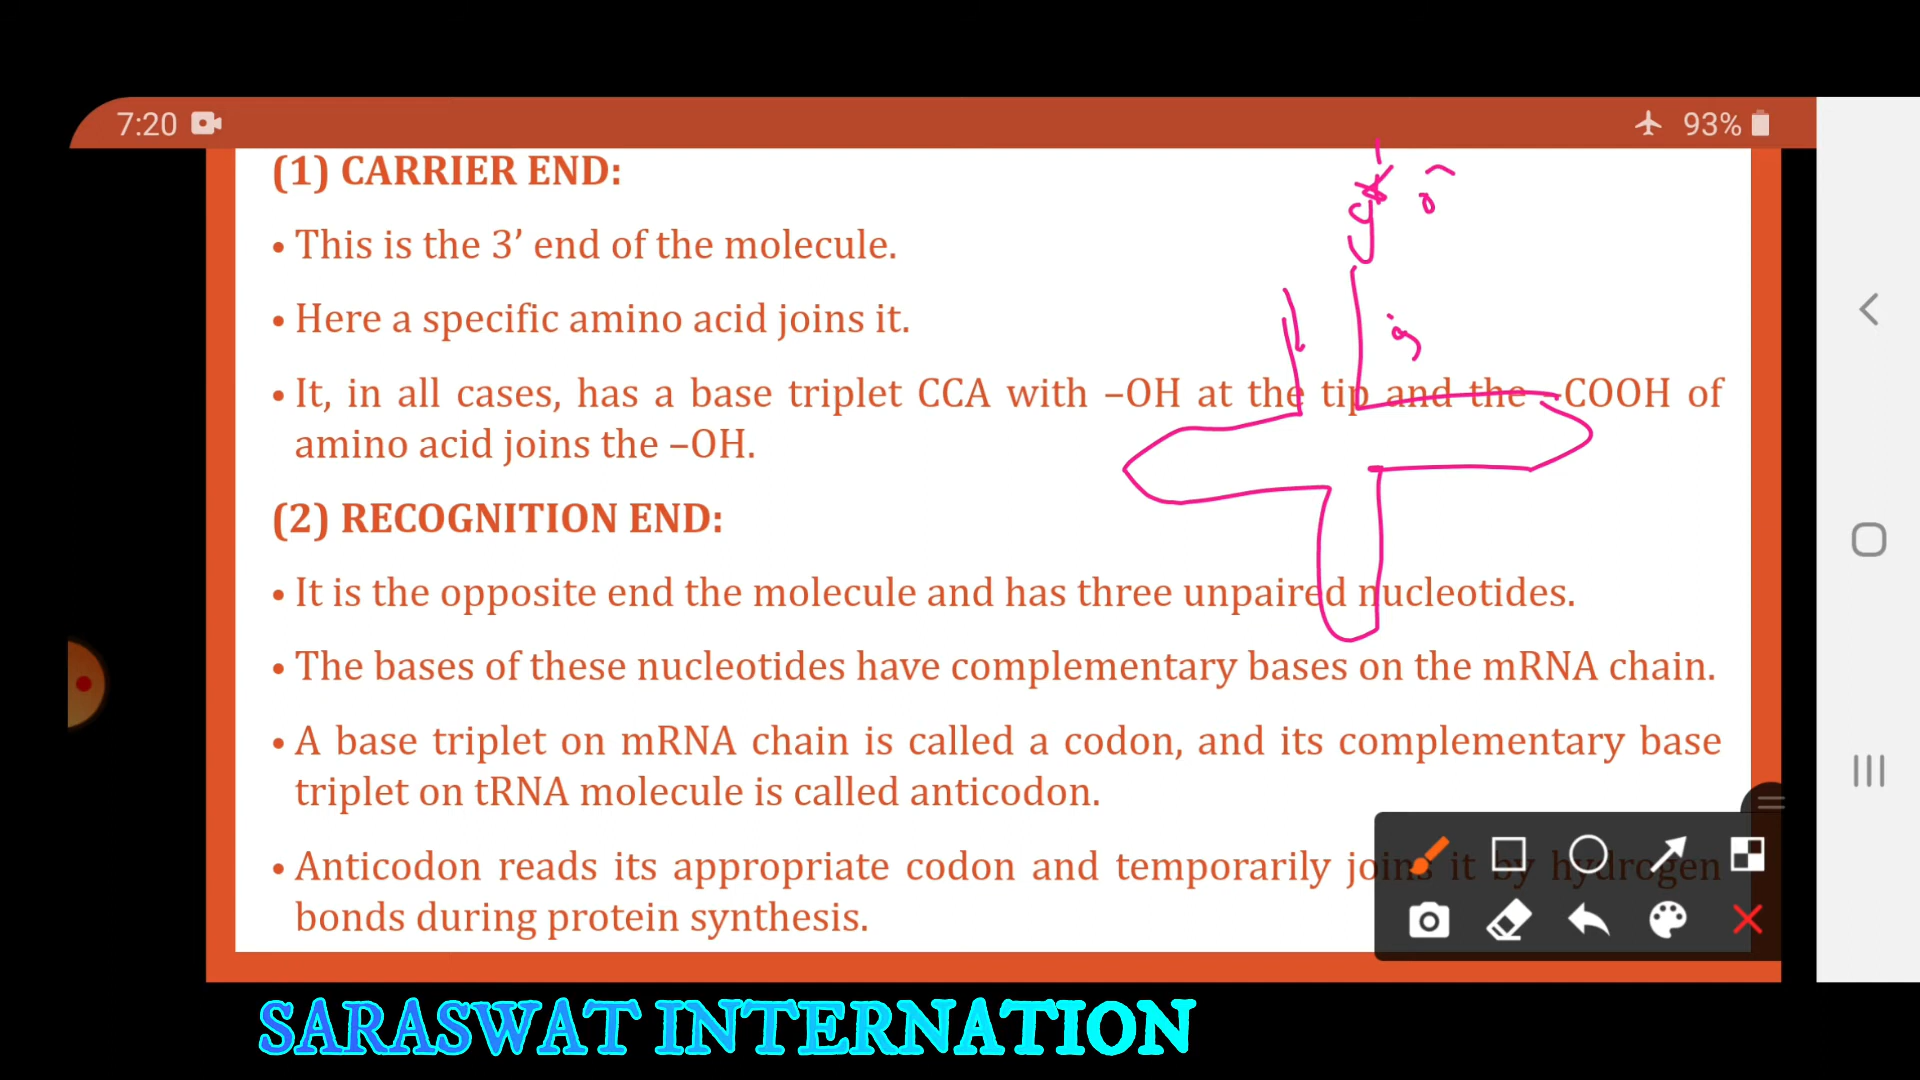 7:20
93%
(1) CARRIER END:
• This is the 3’ end of the molecule.
• Here a specific amino acid joins it.
• It, in all cases, has a base triplet CCA with –OH at the tip and the –COOH of
amino acid joins the –OH.
(2) RECOGNITION END:
• It is the opposite end the molecule and has three unpaired nucleotides.
• The bases of these nucleotides have complementary bases on the mRNA chain.
• A base triplet on mRNA chain is called a codon, and its complementary base
triplet on tRNA molecule is called anticodon.
• Anticodon reads its appropriate codon and temporarily joins it by hydrogen
bonds during protein synthesis.
SARASWAT INTERNATION